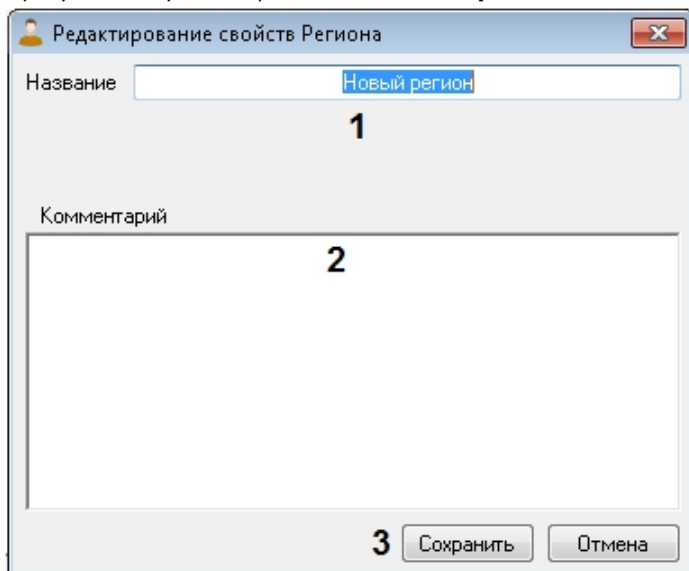 Редактирование свойств Региона
Название Новый регион
1
Комментарий
2
3 Сохранить Отмена